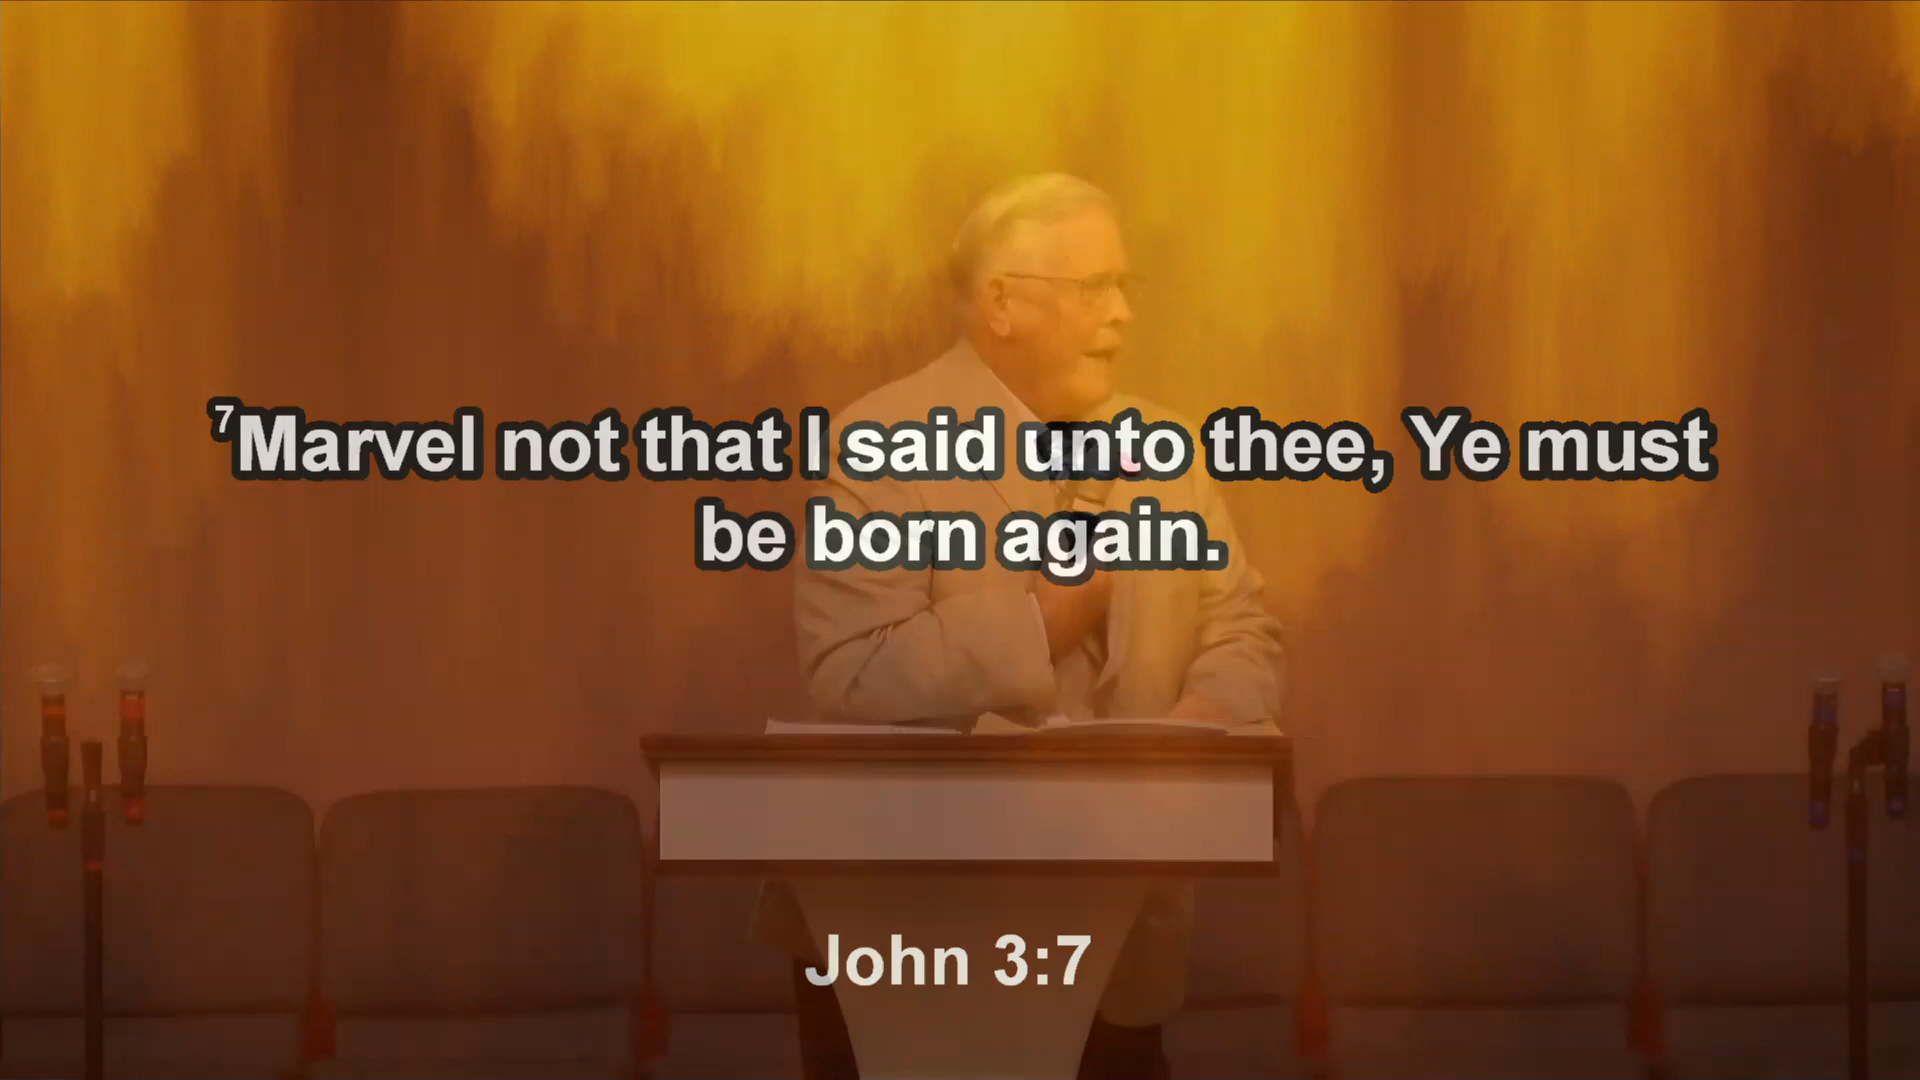 ⁷Marvel not that I said unto thee, Ye must
be born again.
John 3:7